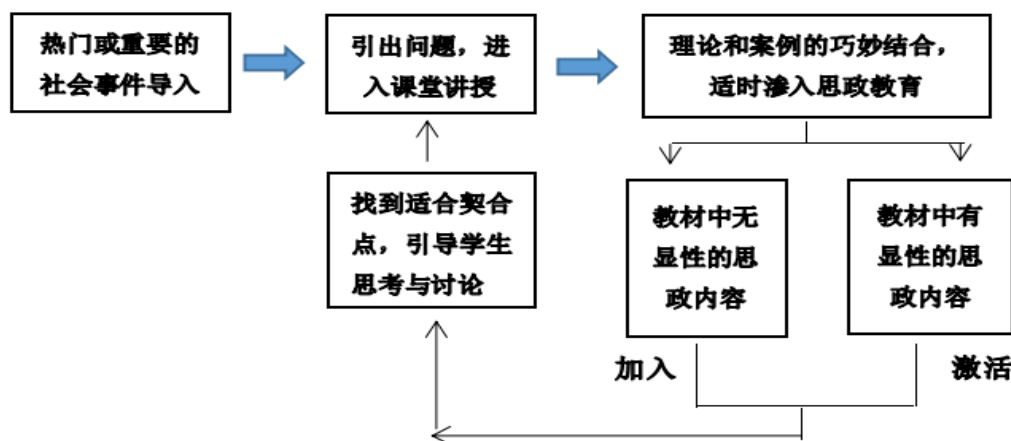 热门或重要的
社会事件导入
引出问题，进
入课堂讲授
理论和案例的巧妙结合，
适时渗入思政教育
找到适合契合
点，引导学生
思考与讨论
教材中无
显性的思
政内容
教材中有
显性的思
政内容
加入
激活